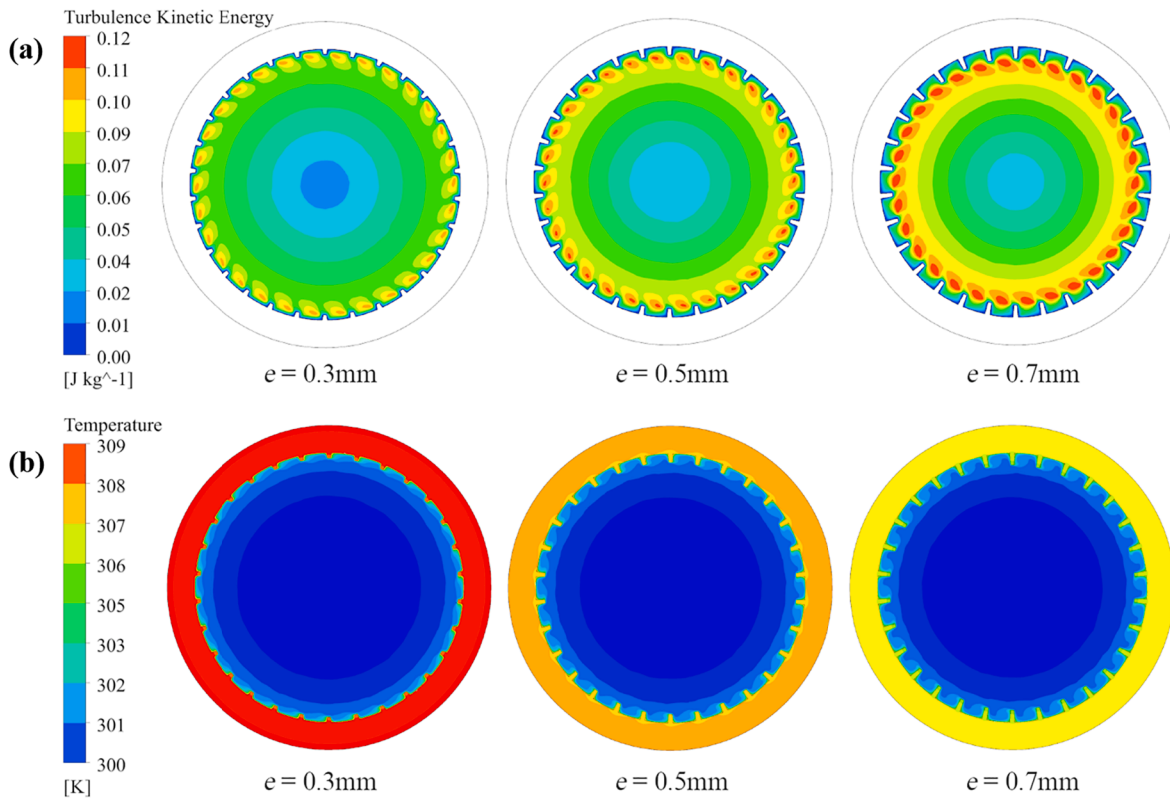 Turbulence Kinetic Energy
(a)
0.12
0.11
0.10
0.09
0.07
0.06
0.05
0.04
0.02
0.01
0.00
[J kg^-1]
e = 0.3mm
e = 0.5mm
e = 0.7mm
Temperature
(b)
309
308
307
306
305
303
302
301
300
[K]
e = 0.3mm
e = 0.5mm
e = 0.7mm